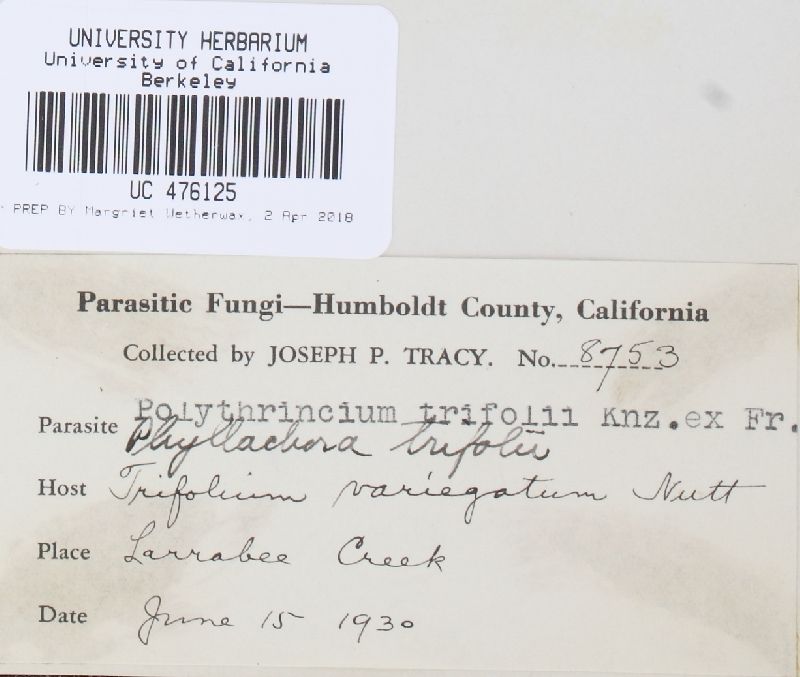 UNIVERSITY HERBARIUM
University of California
Berkeley
UC 476125
PREP BY Margriet Wetherwax, 2 Apr 2018
Parasitic Fungi—Humboldt County, California
Collected by JOSEPH P. TRACY. No. 8753
Polythrincium trifolii Knz.ex Fr.
Parasite Phyllachora trifolii
Host Trifolium variegatum Nutt
Place Larrabee Creek
Date June 15 1930